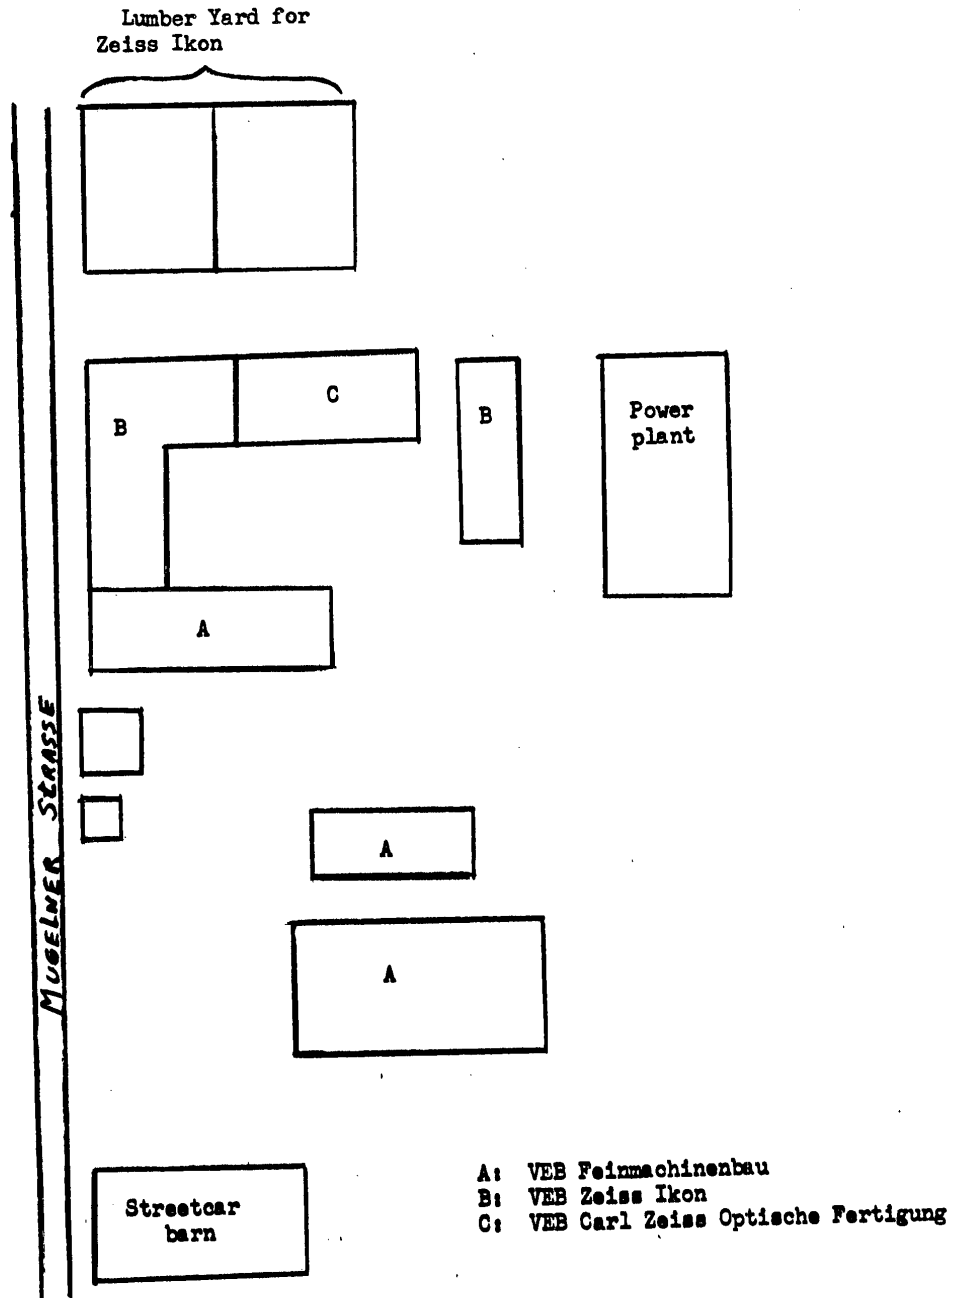 Lumber Yard for
Zeiss Ikon
B
C
B
Power
plant
A
MUGELNER STRASSE
A
A
Streetcar
barn
A: VEB Feinmachinenbau
B: VEB Zeiss Ikon
C: VEB Carl Zeiss Optische Fertigung